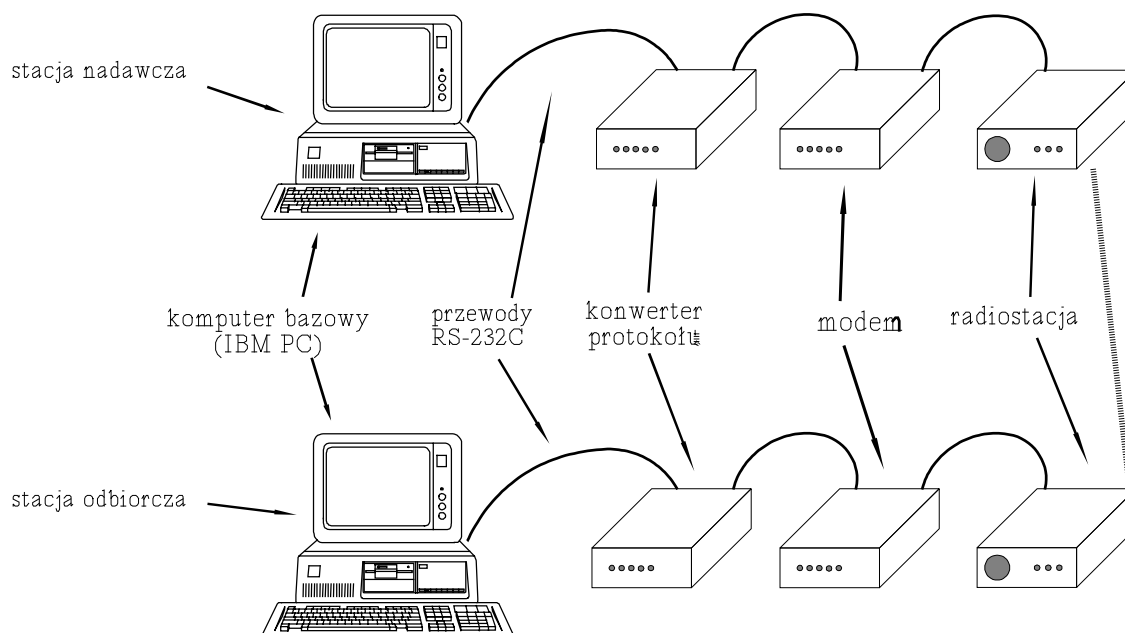 stacja nadawcza
komputer bazowy
(IBM PC)
przewody
RS-232C
konwerter
protokołu
modem
radiostacja
stacja odbiorcza